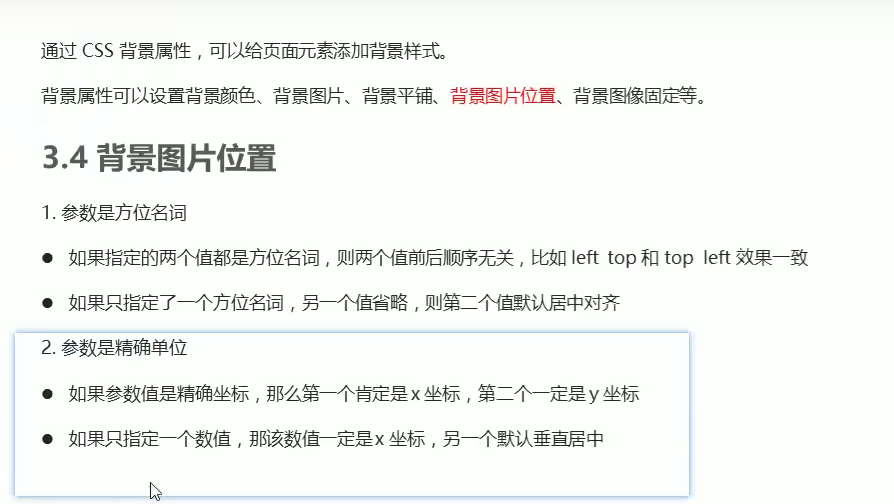 通过 CSS 背景属性，可以给页面元素添加背景样式。
背景属性可以设置背景颜色、背景图片、背景平铺、背景图片位置、背景图像固定等。
3.4 背景图片位置
1. 参数是方位名词
● 如果指定的两个值都是方位名词，则两个值前后顺序无关，比如 left top 和 top left 效果一致
● 如果只指定了一个方位名词，另一个值省略，则第二个值默认居中对齐
2. 参数是精确单位
● 如果参数值是精确坐标，那么第一个肯定是 x 坐标，第二个一定是 y 坐标
● 如果只指定一个数值，那该数值一定是 x 坐标，另一个默认垂直居中